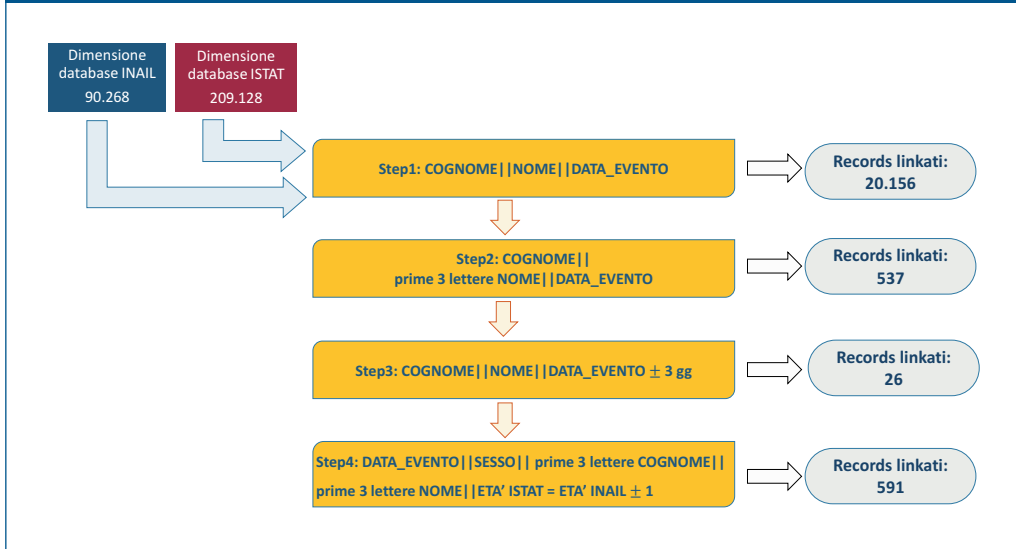 Dimensione
database INAIL
90.268
Dimensione
database ISTAT
209.128
Step1: COGNOME||NOME||DATA_EVENTO
Records linkati:
20.156
Step2: COGNOME||
prime 3 lettere NOME||DATA_EVENTO
Records linkati:
537
Step3: COGNOME||NOME||DATA_EVENTO ± 3 gg
Records linkati:
26
Step4: DATA_EVENTO||SESSO|| prime 3 lettere COGNOME||
prime 3 lettere NOME||ETA’ ISTAT = ETA’ INAIL ± 1
Records linkati:
591